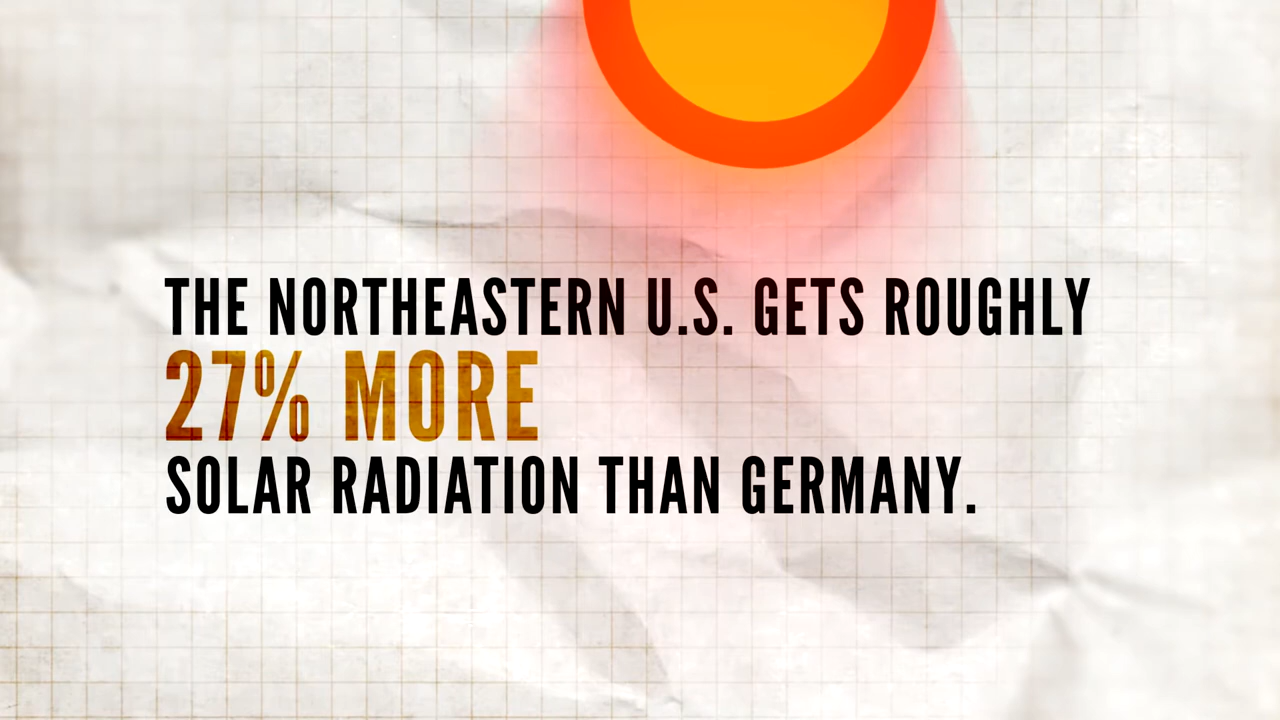 THE NORTHEASTERN U.S. GETS ROUGHLY
27% MORE
SOLAR RADIATION THAN GERMANY.